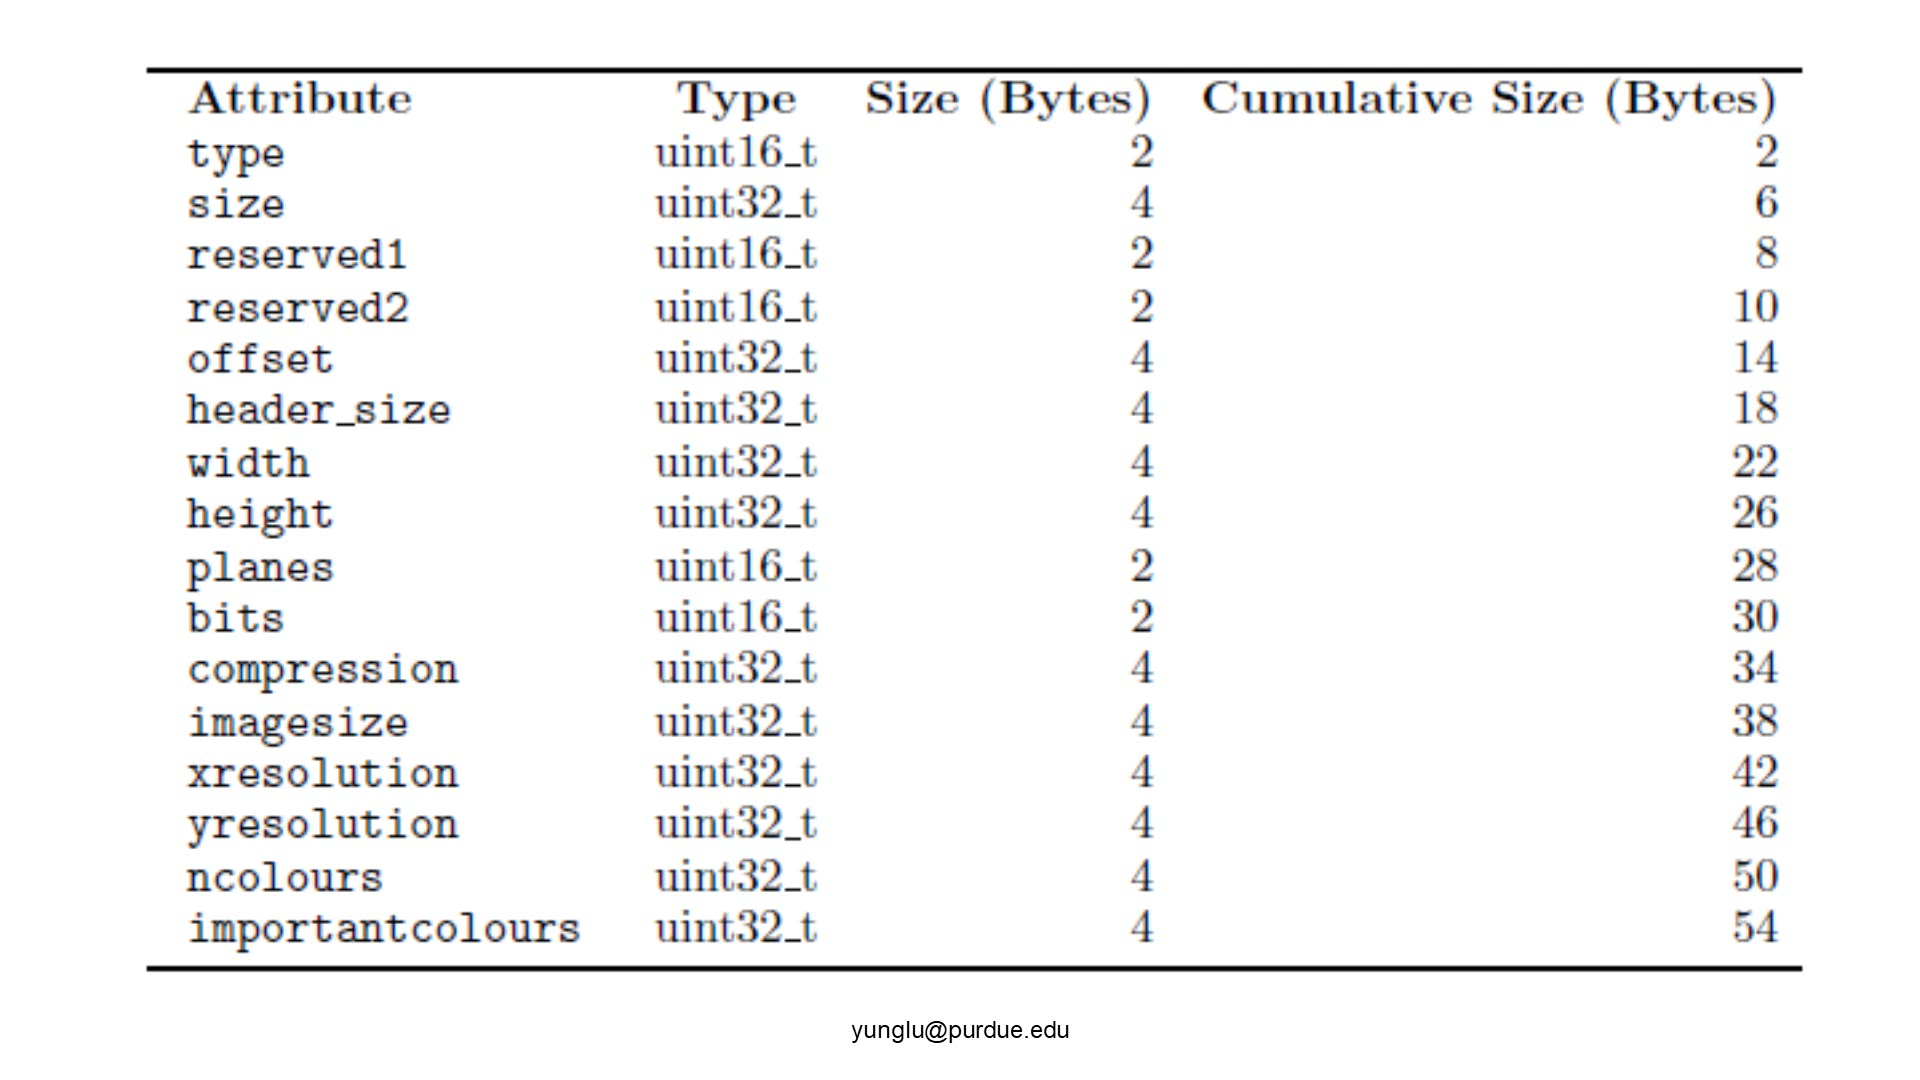 Attribute Type Size (Bytes) Cumulative Size (Bytes)
type uint16_t 2 2
size uint32_t 4 6
reserved1 uint16_t 2 8
reserved2 uint16_t 2 10
offset uint32_t 4 14
header_size uint32_t 4 18
width uint32_t 4 22
height uint32_t 4 26
planes uint16_t 2 28
bits uint16_t 2 30
compression uint32_t 4 34
imagesize uint32_t 4 38
xresolution uint32_t 4 42
yresolution uint32_t 4 46
ncolours uint32_t 4 50
importantcolours uint32_t 4 54
yunglu@purdue.edu